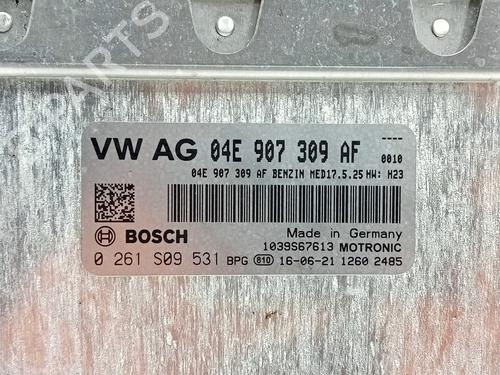 VW AG 04E 907 309 AF
----
0010
04E 907 309 AF BENZIN MED17.5.25 HW: H23
BOSCH
Made in Germany
1039S67613 MOTRONIC
0 261 S09 531 BPG 810 16-06-21 1260 2485
PARTS